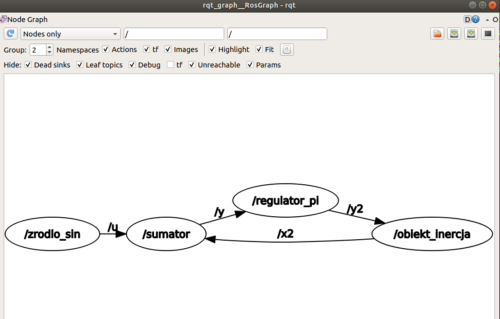 rqt_graph__RosGraph - rqt
Node Graph
D
- O
Nodes only
/
/
Group: 2 Namespaces Actions tf Images Highlight Fit
Hide: Dead sinks Leaf topics Debug tf Unreachable Params
/regulator_pi
/y
/y2
/zrodlo_sin
/u
/sumator
/x2
/obiekt_inercja